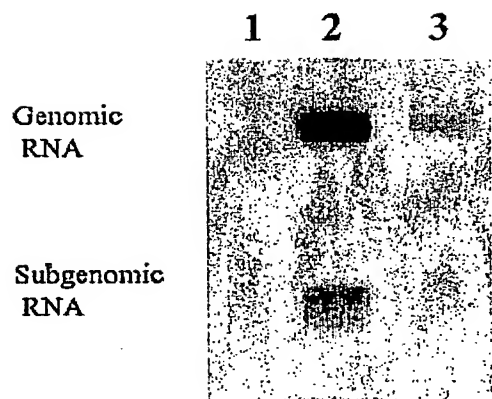 1 2 3
Genomic
RNA
Subgenomic
RNA